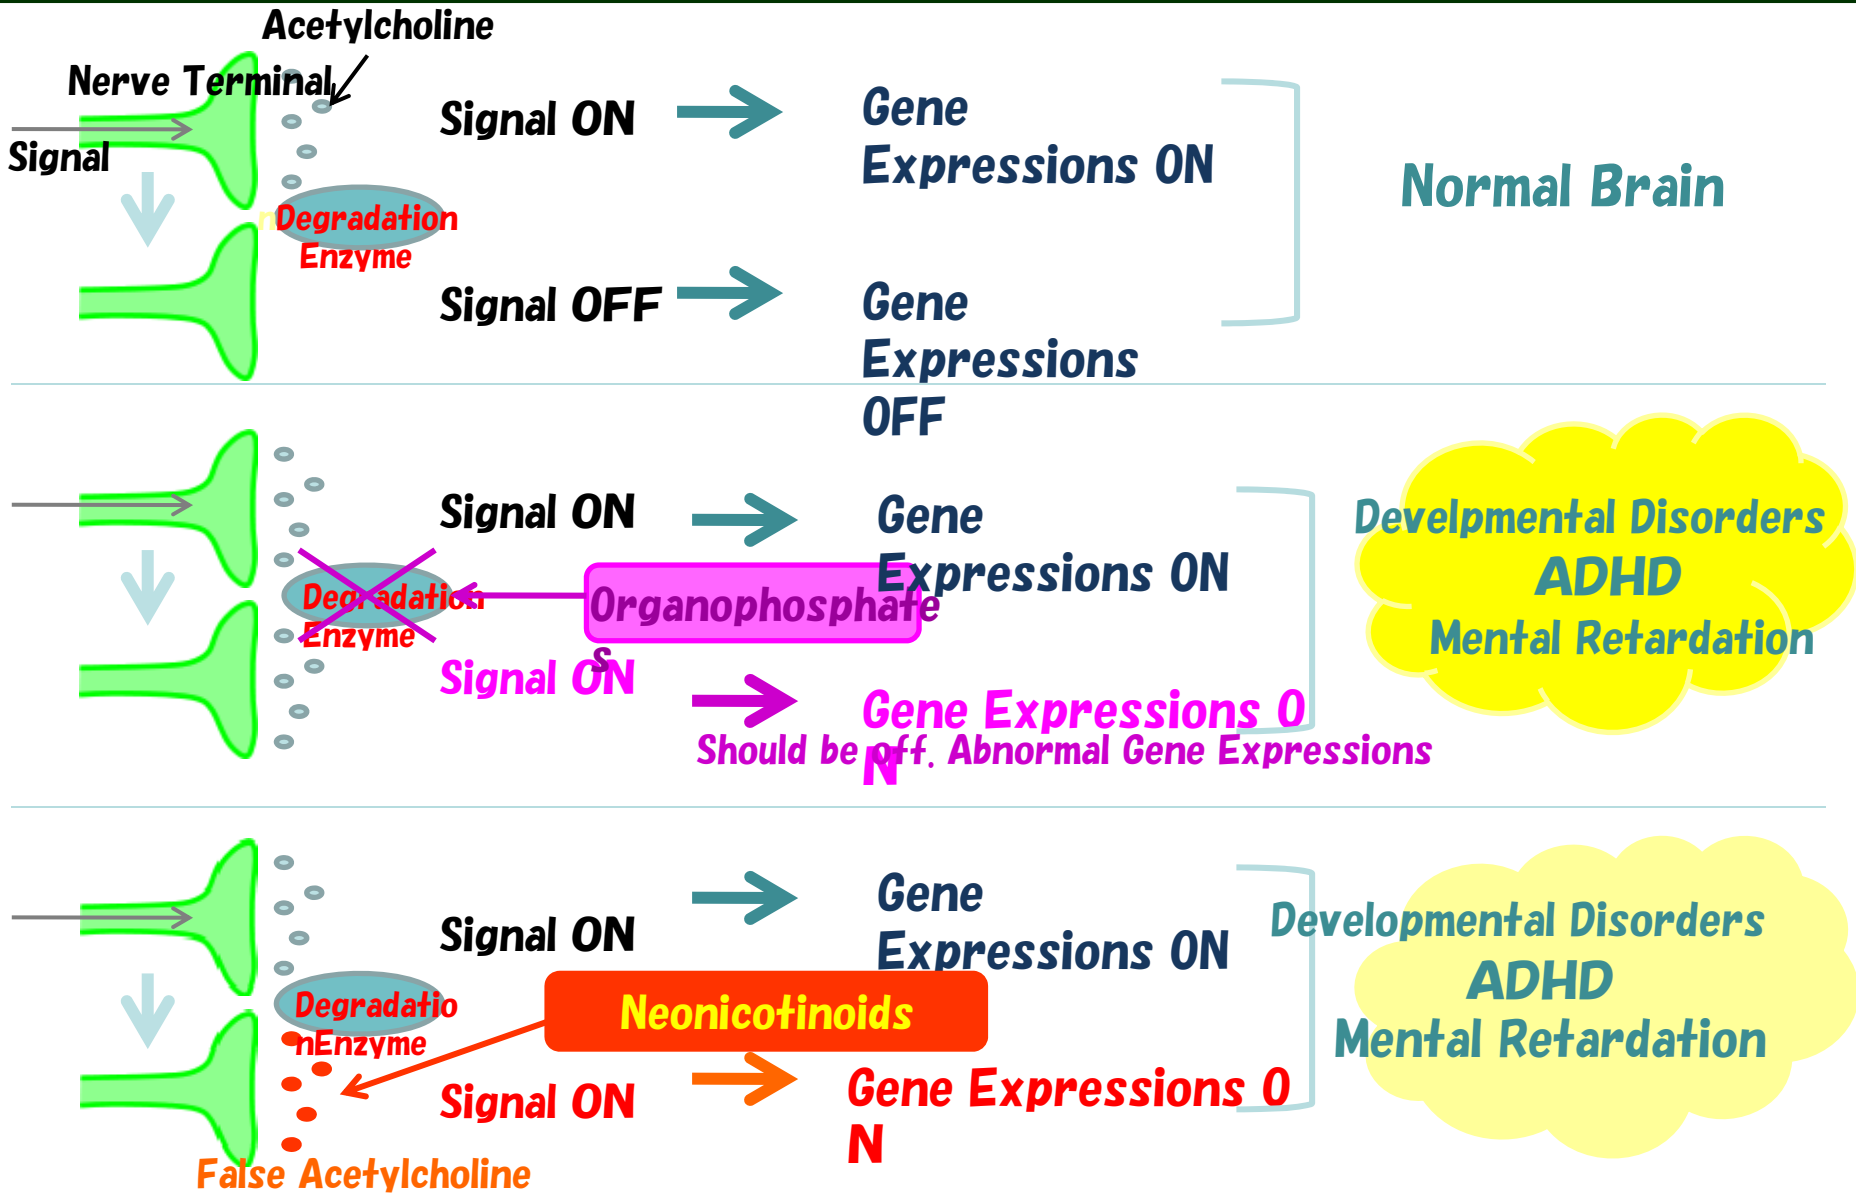 Acetylcholine
Nerve Terminal
Signal
Signal ON
Gene
Expressions ON
Normal Brain
nDegradation
Enzyme
Signal OFF
Gene
Expressions
OFF
Signal ON
Gene
Expressions ON
Develpmental Disorders
ADHD
Mental Retardation
Degradation
Enzyme
Organophosphate
s
Signal ON
Gene Expressions O
N
Should be off. Abnormal Gene Expressions
Signal ON
Gene
Expressions ON
Developmental Disorders
ADHD
Mental Retardation
Degradatio
nEnzyme
Neonicotinoids
Signal ON
Gene Expressions O
N
False Acetylcholine